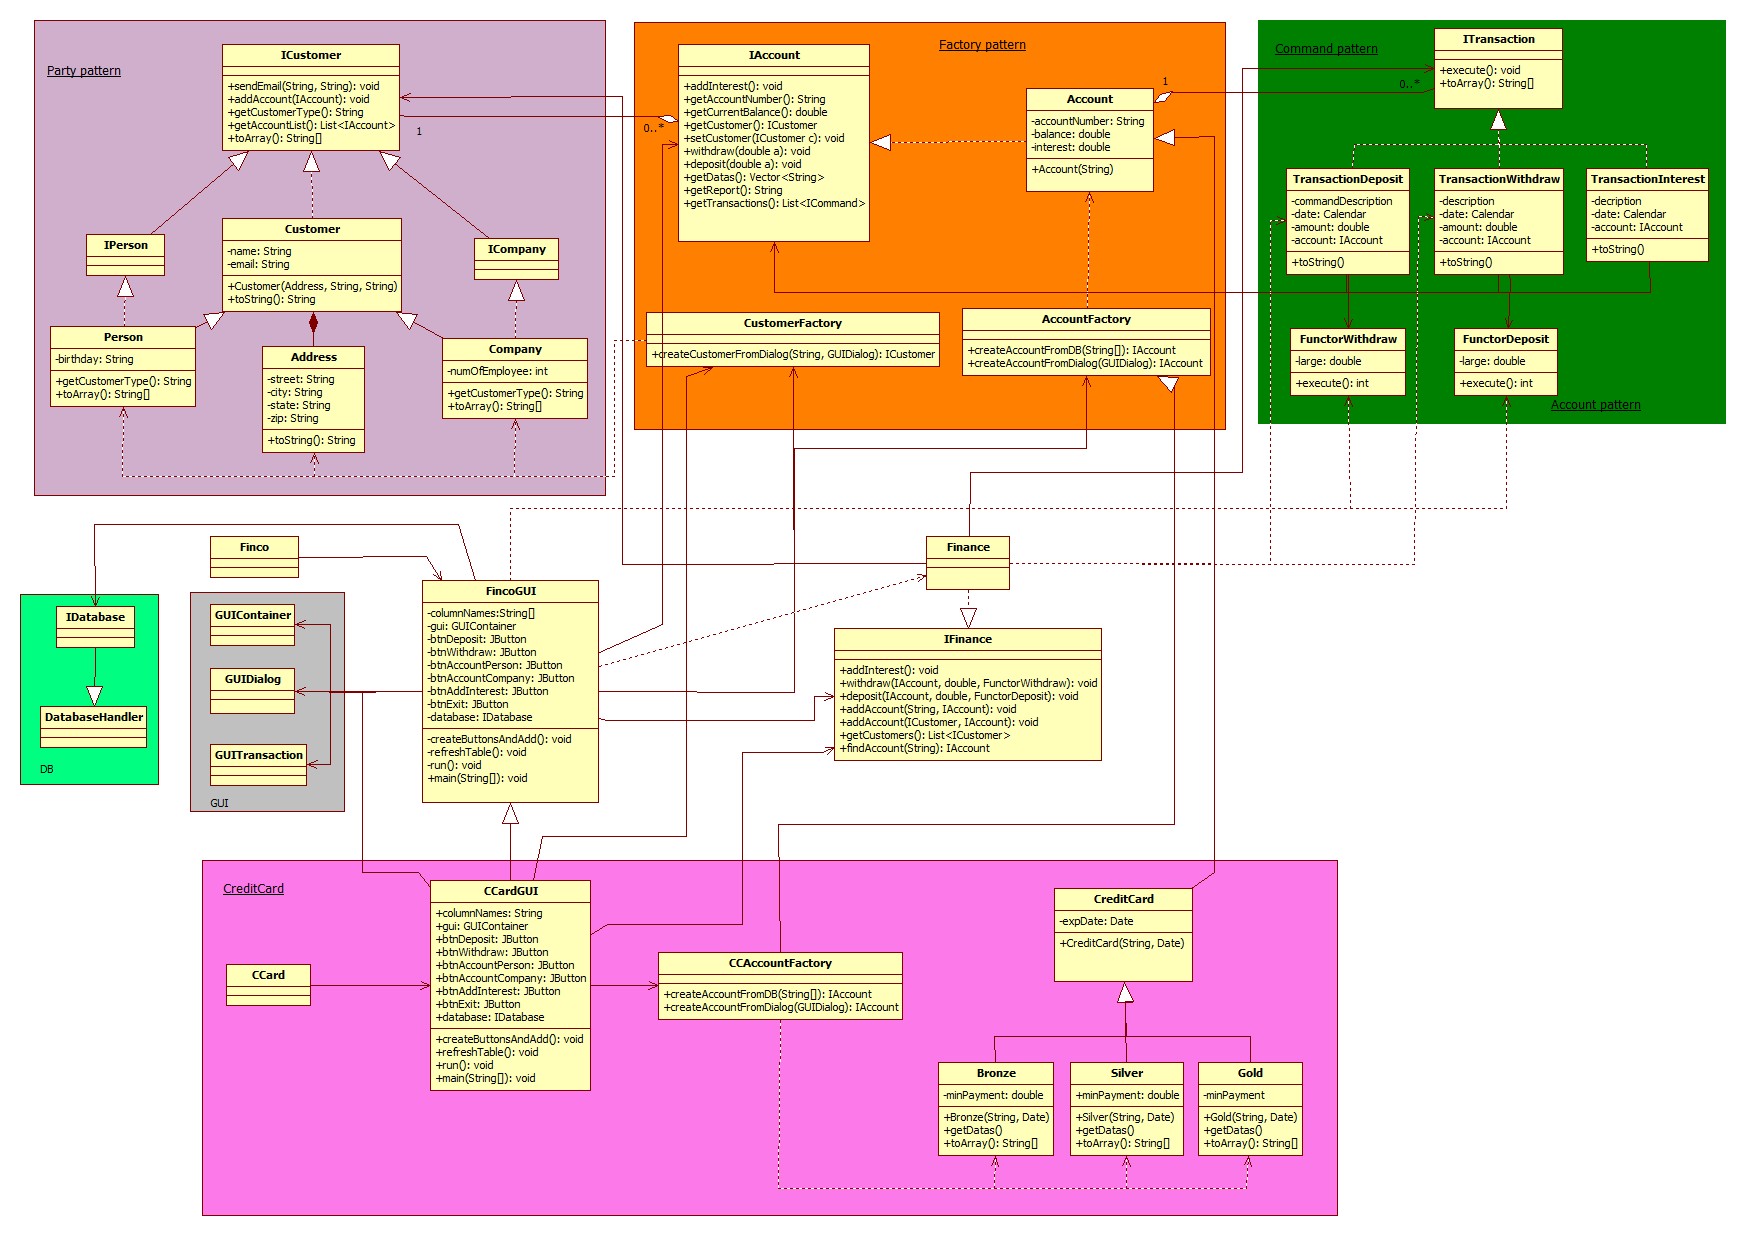 Party pattern
ICustomer
+sendEmail(String, String): void
+addAccount(IAccount): void
+getCustomerType(): String
+getAccountList(): List<IAccount>
+toArray(): String[]
1
0..*
IPerson
Customer
-name: String
-email: String
+Customer(Address, String, String)
+toString(): String
ICompany
Person
-birthday: String
+getCustomerType(): String
+toArray(): String[]
Address
-street: String
-city: String
-state: String
-zip: String
+toString(): String
Company
-numOfEmployee: int
+getCustomerType(): String
+toArray(): String[]
Factory pattern
IAccount
+addInterest(): void
+getAccountNumber(): String
+getCurrentBalance(): double
+getCustomer(): ICustomer
+setCustomer(ICustomer c): void
+withdraw(double a): void
+deposit(double a): void
+getDatas(): Vector<String>
+getReport(): String
+getTransactions(): List<ICommand>
Account
-accountNumber: String
-balance: double
-interest: double
+Account(String)
1
0..*
CustomerFactory
+createCustomerFromDialog(String, GUIDialog): ICustomer
AccountFactory
+createAccountFromDB(String[]): IAccount
+createAccountFromDialog(GUIDialog): IAccount
Command pattern
ITransaction
+execute(): void
+toArray(): String[]
TransactionDeposit
-commandDescription
-date: Calendar
-amount: double
-account: IAccount
+toString()
TransactionWithdraw
-description
-date: Calendar
-amount: double
-account: IAccount
+toString()
TransactionInterest
-decription
-date: Calendar
-account: IAccount
+toString()
FunctorWithdraw
-large: double
+execute(): int
FunctorDeposit
-large: double
+execute(): int
Account pattern
Finco
Finance
IDatabase
DatabaseHandler
DB
GUIContainer
GUIDialog
GUITransaction
GUI
FincoGUI
-columnNames:String[]
-gui: GUIContainer
-btnDeposit: JButton
-btnWithdraw: JButton
-btnAccountPerson: JButton
-btnAccountCompany: JButton
-btnAddInterest: JButton
-btnExit: JButton
-database: IDatabase
-createButtonsAndAdd(): void
-refreshTable(): void
-run(): void
+main(String[]): void
IFinance
+addInterest(): void
+withdraw(IAccount, double, FunctorWithdraw): void
+deposit(IAccount, double, FunctorDeposit): void
+addAccount(String, IAccount): void
+addAccount(ICustomer, IAccount): void
+getCustomers(): List<ICustomer>
+findAccount(String): IAccount
CreditCard
CCard
CCardGUI
+columnNames: String
+gui: GUIContainer
+btnDeposit: JButton
+btnWithdraw: JButton
+btnAccountPerson: JButton
+btnAccountCompany: JButton
+btnAddInterest: JButton
+btnExit: JButton
+database: IDatabase
+createButtonsAndAdd(): void
+refreshTable(): void
+run(): void
+main(String[]): void
CCAccountFactory
+createAccountFromDB(String[]): IAccount
+createAccountFromDialog(GUIDialog): IAccount
CreditCard
-expDate: Date
+CreditCard(String, Date)
Bronze
-minPayment: double
+Bronze(String, Date)
+getDatas()
+toArray(): String[]
Silver
+minPayment: double
+Silver(String, Date)
+getDatas()
+toArray(): String[]
Gold
-minPayment
+Gold(String, Date)
+getDatas()
+toArray(): String[]